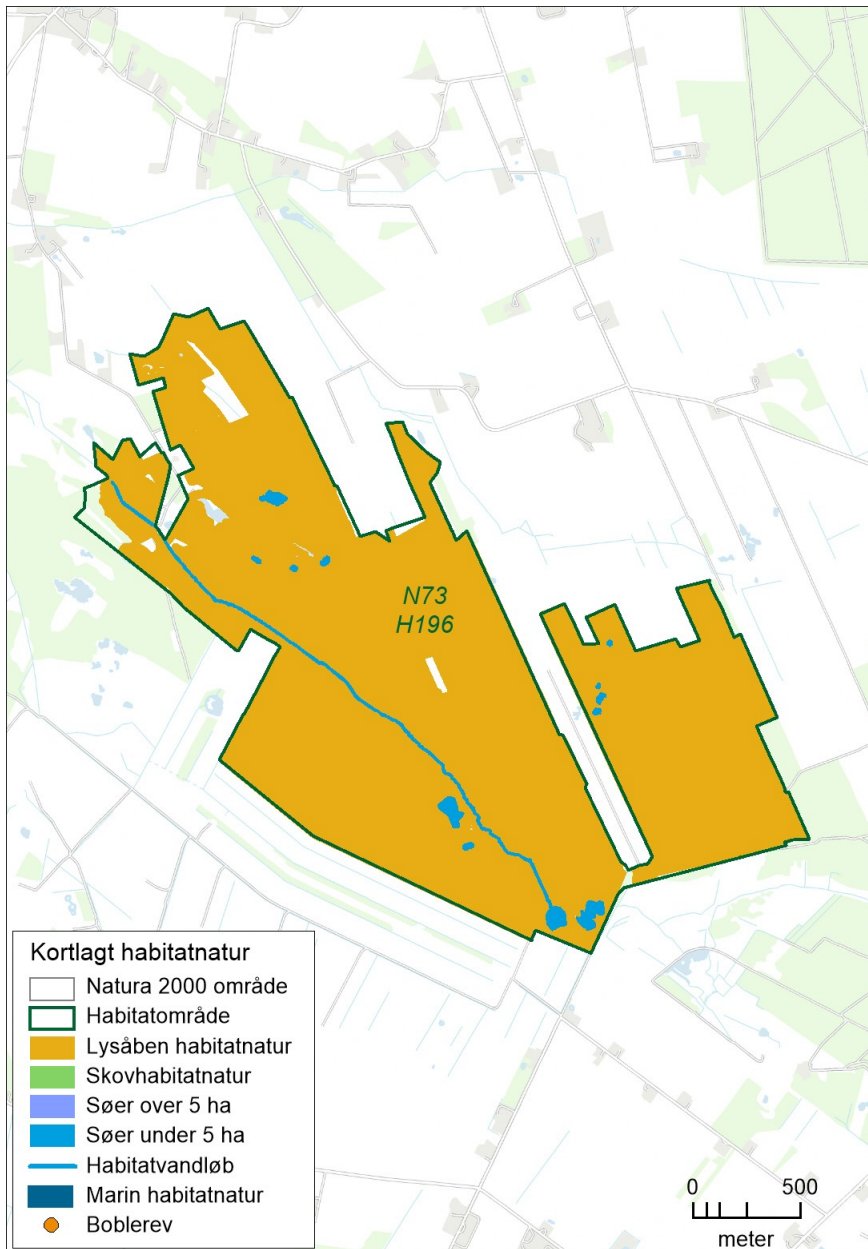 N73
H196
Kortlagt habitatnatur
Natura 2000 område
Habitatområde
Lysåben habitatnatur
Skovhabitatnatur
Søer over 5 ha
Søer under 5 ha
Habitatvandløb
Marin habitatnatur
Boblerev
0 500
meter